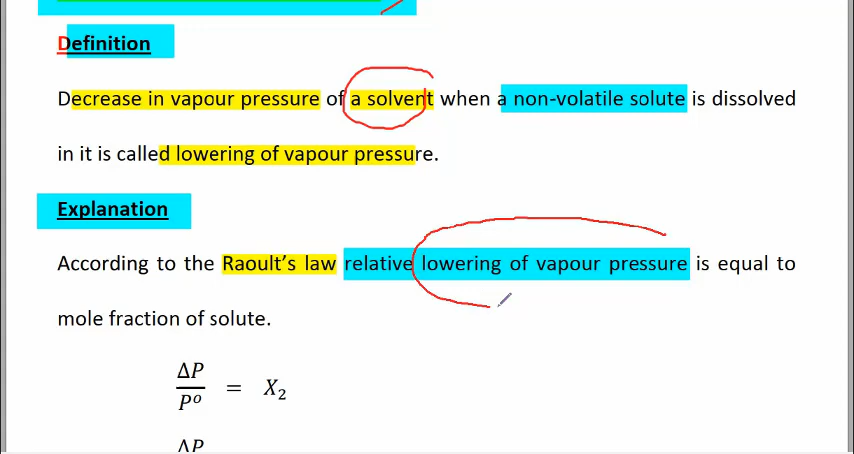 Definition
Decrease in vapour pressure of a solvent when a non-volatile solute is dissolved
in it is called lowering of vapour pressure.
Explanation
According to the Raoult’s law relative lowering of vapour pressure is equal to
mole fraction of solute.
ΔP
Pᵒ = X₂
ΔP